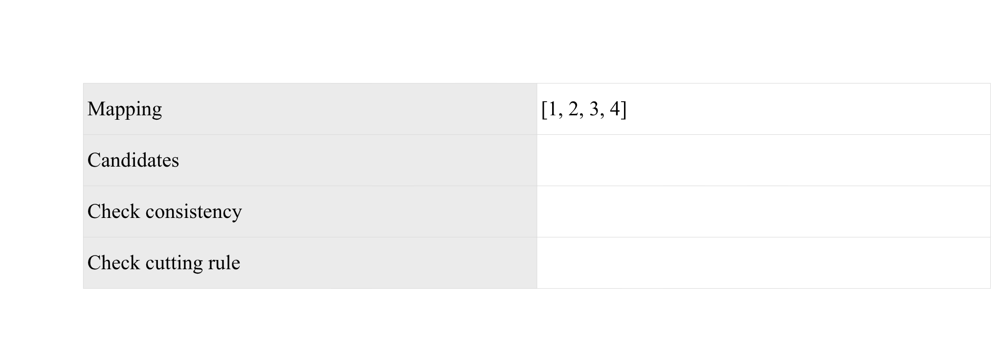 Mapping [1, 2, 3, 4]
Candidates
Check consistency
Check cutting rule